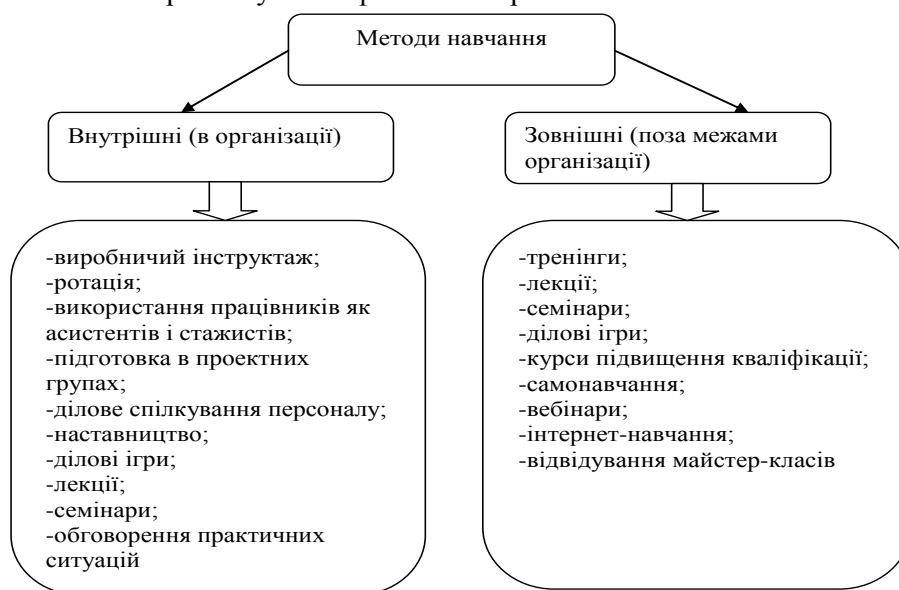 Методи навчання
Внутрішні (в організації)
Зовнішні (поза межами
організації)
-виробничий інструктаж;
-ротація;
-використання працівників як
асистентів і стажистів;
-підготовка в проектних
групах;
-ділове спілкування персоналу;
-наставництво;
-ділові ігри;
-лекції;
-семінари;
-обговорення практичних
ситуацій
-тренінги;
-лекції;
-семінари;
-ділові ігри;
-курси підвищення кваліфікації;
-самонавчання;
-вебінари;
-інтернет-навчання;
-відвідування майстер-класів